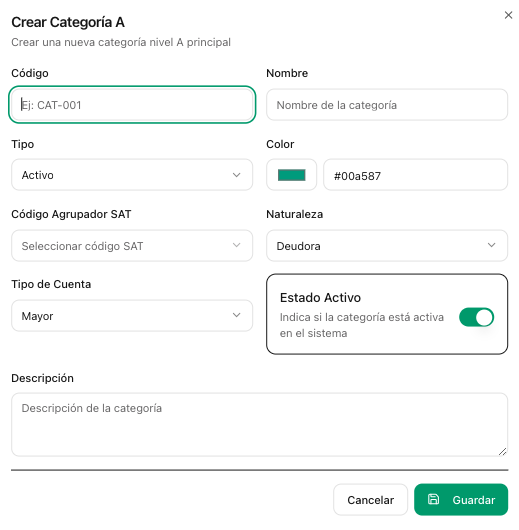 Crear Categoría A
Crear una nueva categoría nivel A principal
Código
Nombre
Ej: CAT-001
Nombre de la categoría
Tipo
Color
Activo
#00a587
Código Agrupador SAT
Naturaleza
Seleccionar código SAT
Deudora
Tipo de Cuenta
Mayor
Estado Activo
Indica si la categoría está activa
en el sistema
Descripción
Descripción de la categoría
Cancelar
Guardar